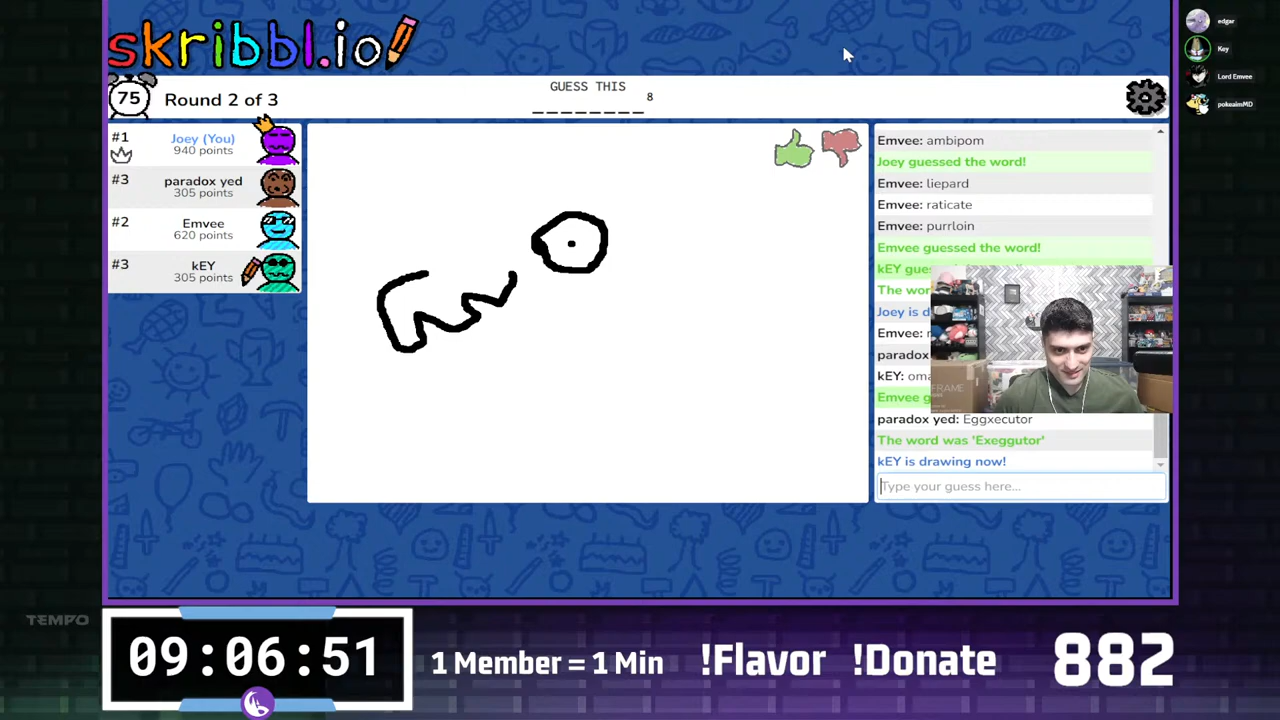 skribbl.io
75
Round 2 of 3
GUESS THIS
________ 8
#1 Joey (You)
940 points
#3 paradox yed
305 points
#2 Emvee
620 points
#3 kEY
305 points
Emvee: ambipom
Joey guessed the word!
Emvee: liepard
Emvee: raticate
Emvee: purrloin
Emvee guessed the word!
kEY
The
Joey is
Emvee:
paradox
kEY:
Emvee
paradox yed: Eggxecutor
The word was 'Exeggutor'
kEY is drawing now!
Type your guess here...
edgar
Key
Lord Emvee
pokeaimMD
TEMPO
09:06:51
1 Member = 1 Min
!Flavor !Donate
882